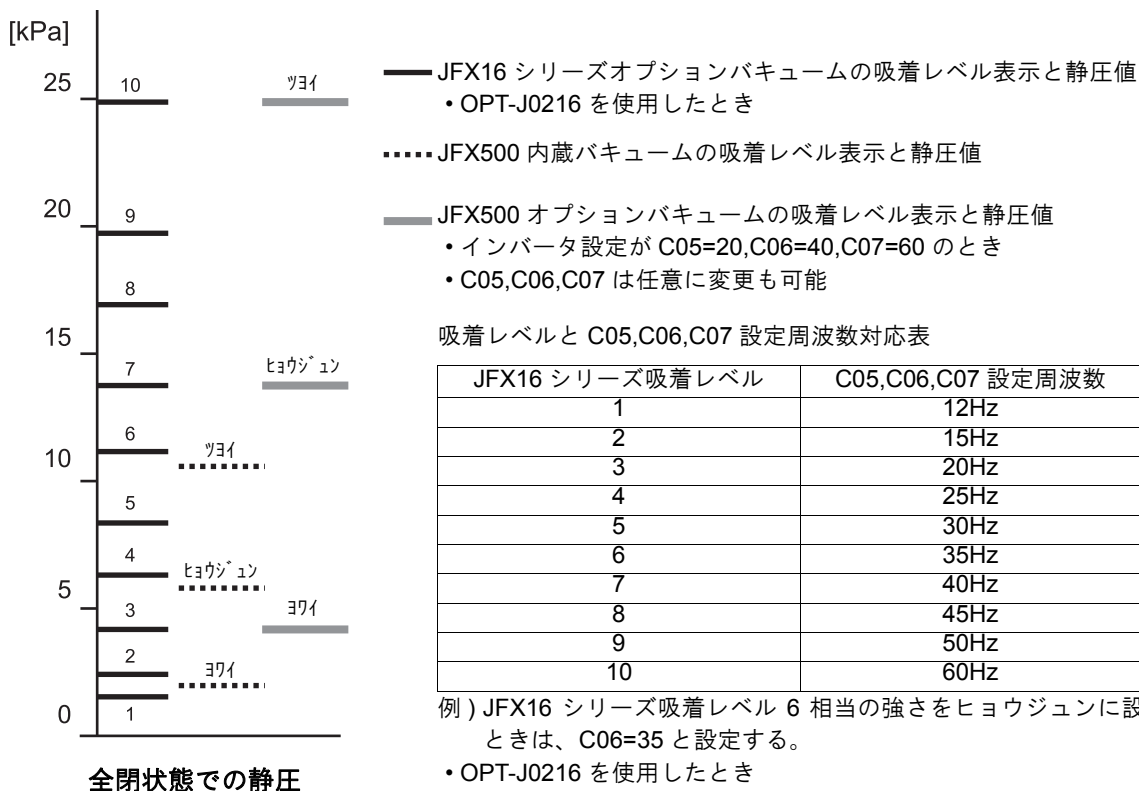 [kPa]
25
20
15
10
5
0
10
9
8
7
6
5
4
3
2
1
ﾂﾖｲ
ﾋｮｳｼﾞｭﾝ
ﾖﾜｲ
ﾂﾖｲ
ﾋｮｳｼﾞｭﾝ
ﾖﾜｲ
全閉状態での静圧
JFX16 シリーズオプションバキュームの吸着レベル表示と静圧値
• OPT-J0216 を使用したとき
JFX500 内蔵バキュームの吸着レベル表示と静圧値
JFX500 オプションバキュームの吸着レベル表示と静圧値
• インバータ設定が C05=20,C06=40,C07=60 のとき
• C05,C06,C07 は任意に変更も可能
吸着レベルと C05,C06,C07 設定周波数対応表
JFX16 シリーズ吸着レベル C05,C06,C07 設定周波数
1 12Hz
2 15Hz
3 20Hz
4 25Hz
5 30Hz
6 35Hz
7 40Hz
8 45Hz
9 50Hz
10 60Hz
例 ) JFX16 シリーズ吸着レベル 6 相当の強さをヒョウジュンに設
ときは、C06=35 と設定する。
• OPT-J0216 を使用したとき